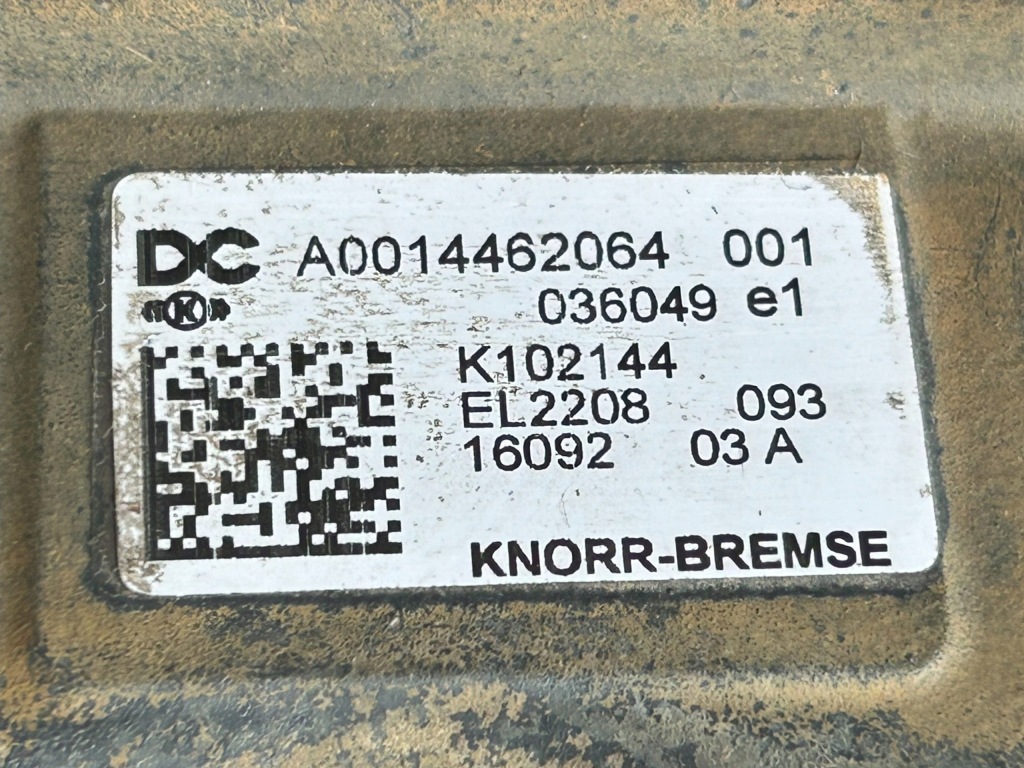 DC A0014462064 001
K 036049 e1
K102144
EL2208 093
16092 03 A
KNORR-BREMSE